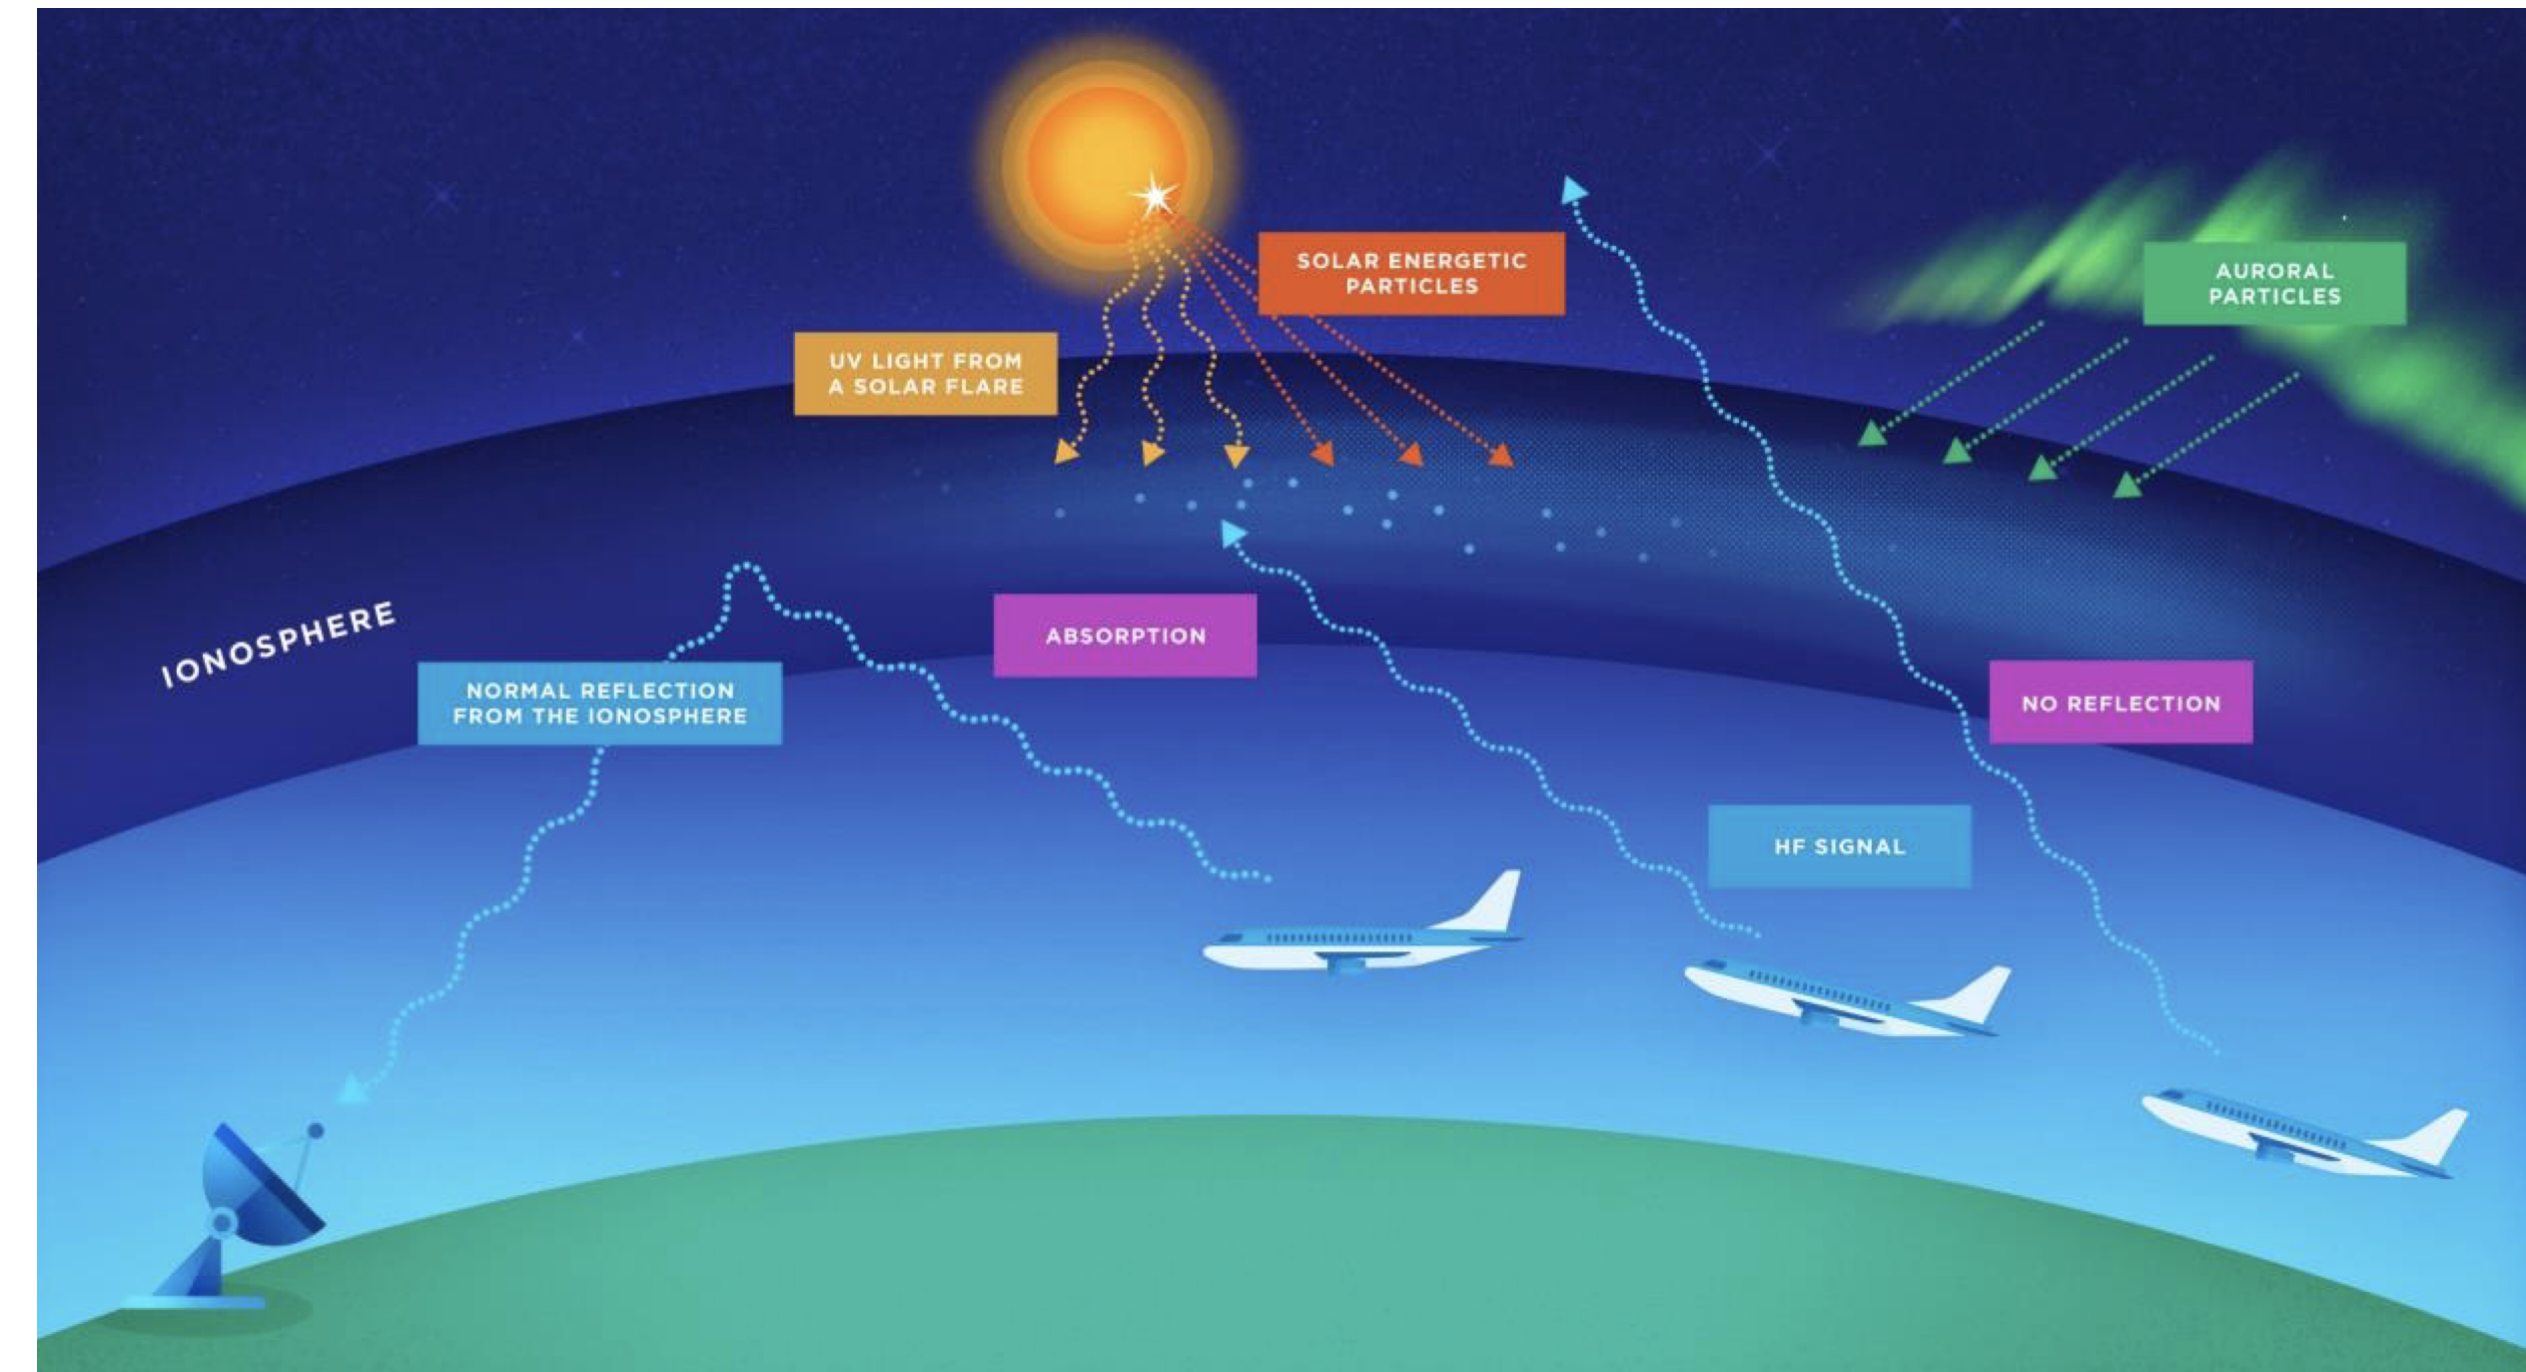 SOLAR ENERGETIC
PARTICLES
AURORAL
PARTICLES
UV LIGHT FROM
A SOLAR FLARE
IONOSPHERE
ABSORPTION
NORMAL REFLECTION
FROM THE IONOSPHERE
NO REFLECTION
HF SIGNAL